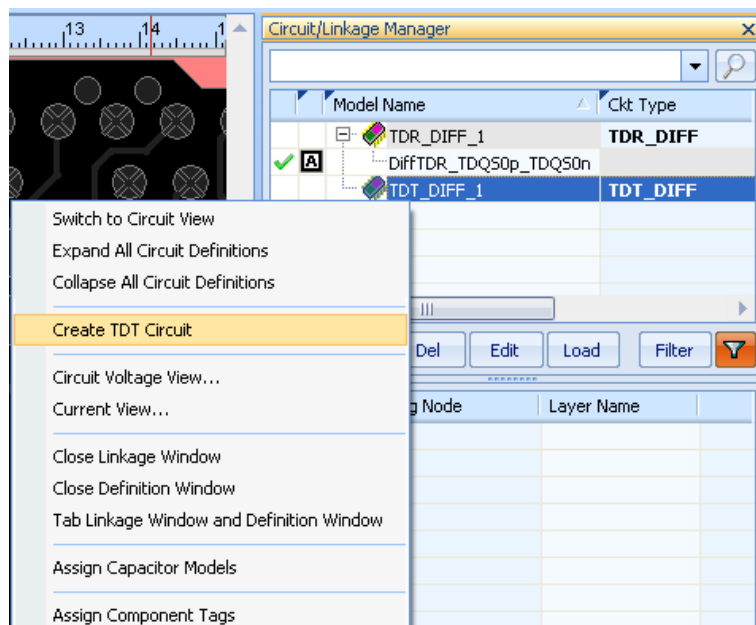 13 14 1
Circuit/Linkage Manager
Model Name Ckt Type
TDR_DIFF_1 TDR_DIFF
A DiffTDR_TDQS0p_TDQS0n
TDT_DIFF_1 TDT_DIFF
Switch to Circuit View
Expand All Circuit Definitions
Collapse All Circuit Definitions
Create TDT Circuit
Del Edit Load Filter
Circuit Voltage View...
Current View...
g Node Layer Name
Close Linkage Window
Close Definition Window
Tab Linkage Window and Definition Window
Assign Capacitor Models
Assign Component Tags